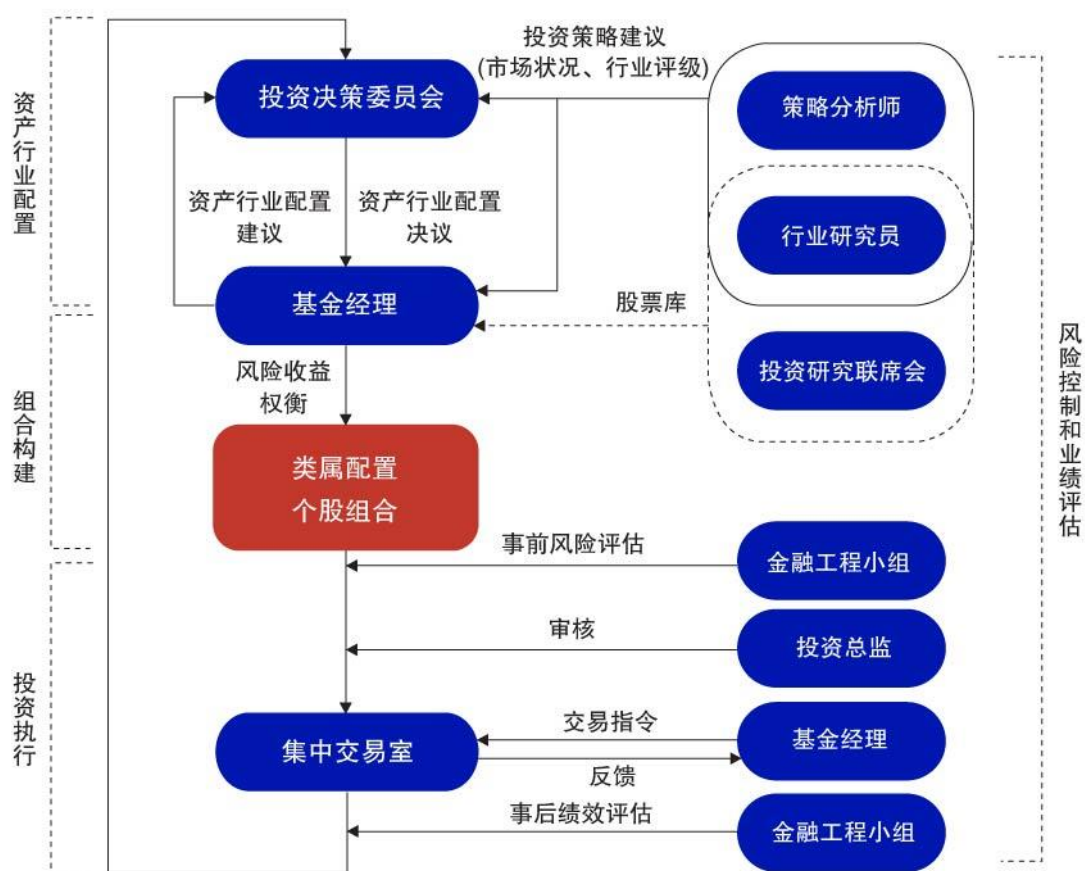 投资策略建议
(市场状况、行业评级)
投资决策委员会
策略分析师
资产行业配置
资产行业配置
建议
资产行业配置
决议
行业研究员
基金经理
股票库
投资研究联席会
风险收益
权衡
组合构建
类属配置
个股组合
风险控制和业绩评估
事前风险评估
金融工程小组
审核
投资总监
投资执行
集中交易室
交易指令
基金经理
反馈
事后绩效评估
金融工程小组